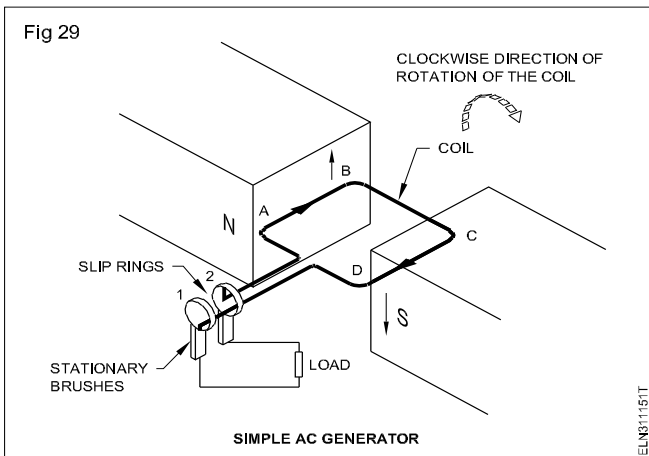 Fig 29
CLOCKWISE DIRECTION OF
ROTATION OF THE COIL
COIL
B
A
N
C
SLIP RINGS
2
D
1
S
STATIONARY
BRUSHES
LOAD
SIMPLE AC GENERATOR
ELN311151T